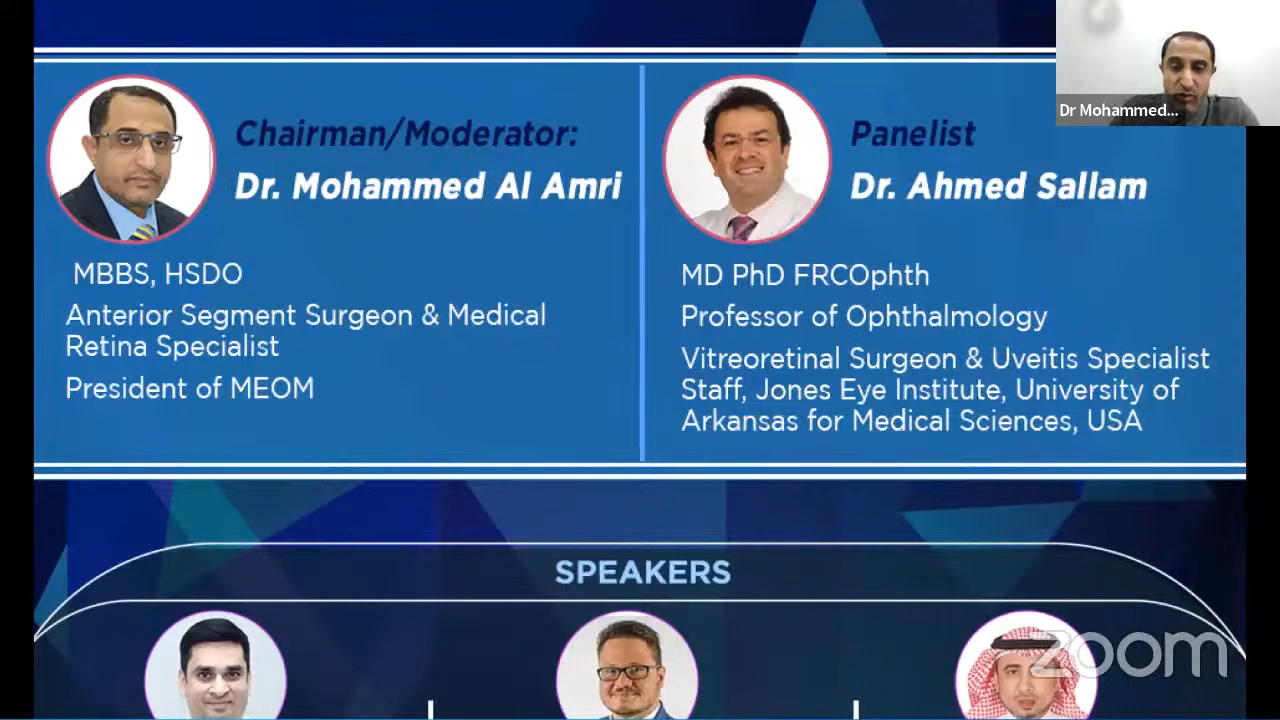 Dr Mohammed...
Chairman/Moderator:
Dr. Mohammed Al Amri
MBBS, HSDO
Anterior Segment Surgeon & Medical
Retina Specialist
President of MEOM
Panelist
Dr. Ahmed Sallam
MD PhD FRCOphth
Professor of Ophthalmology
Vitreoretinal Surgeon & Uveitis Specialist
Staff, Jones Eye Institute, University of
Arkansas for Medical Sciences, USA
SPEAKERS
zoom